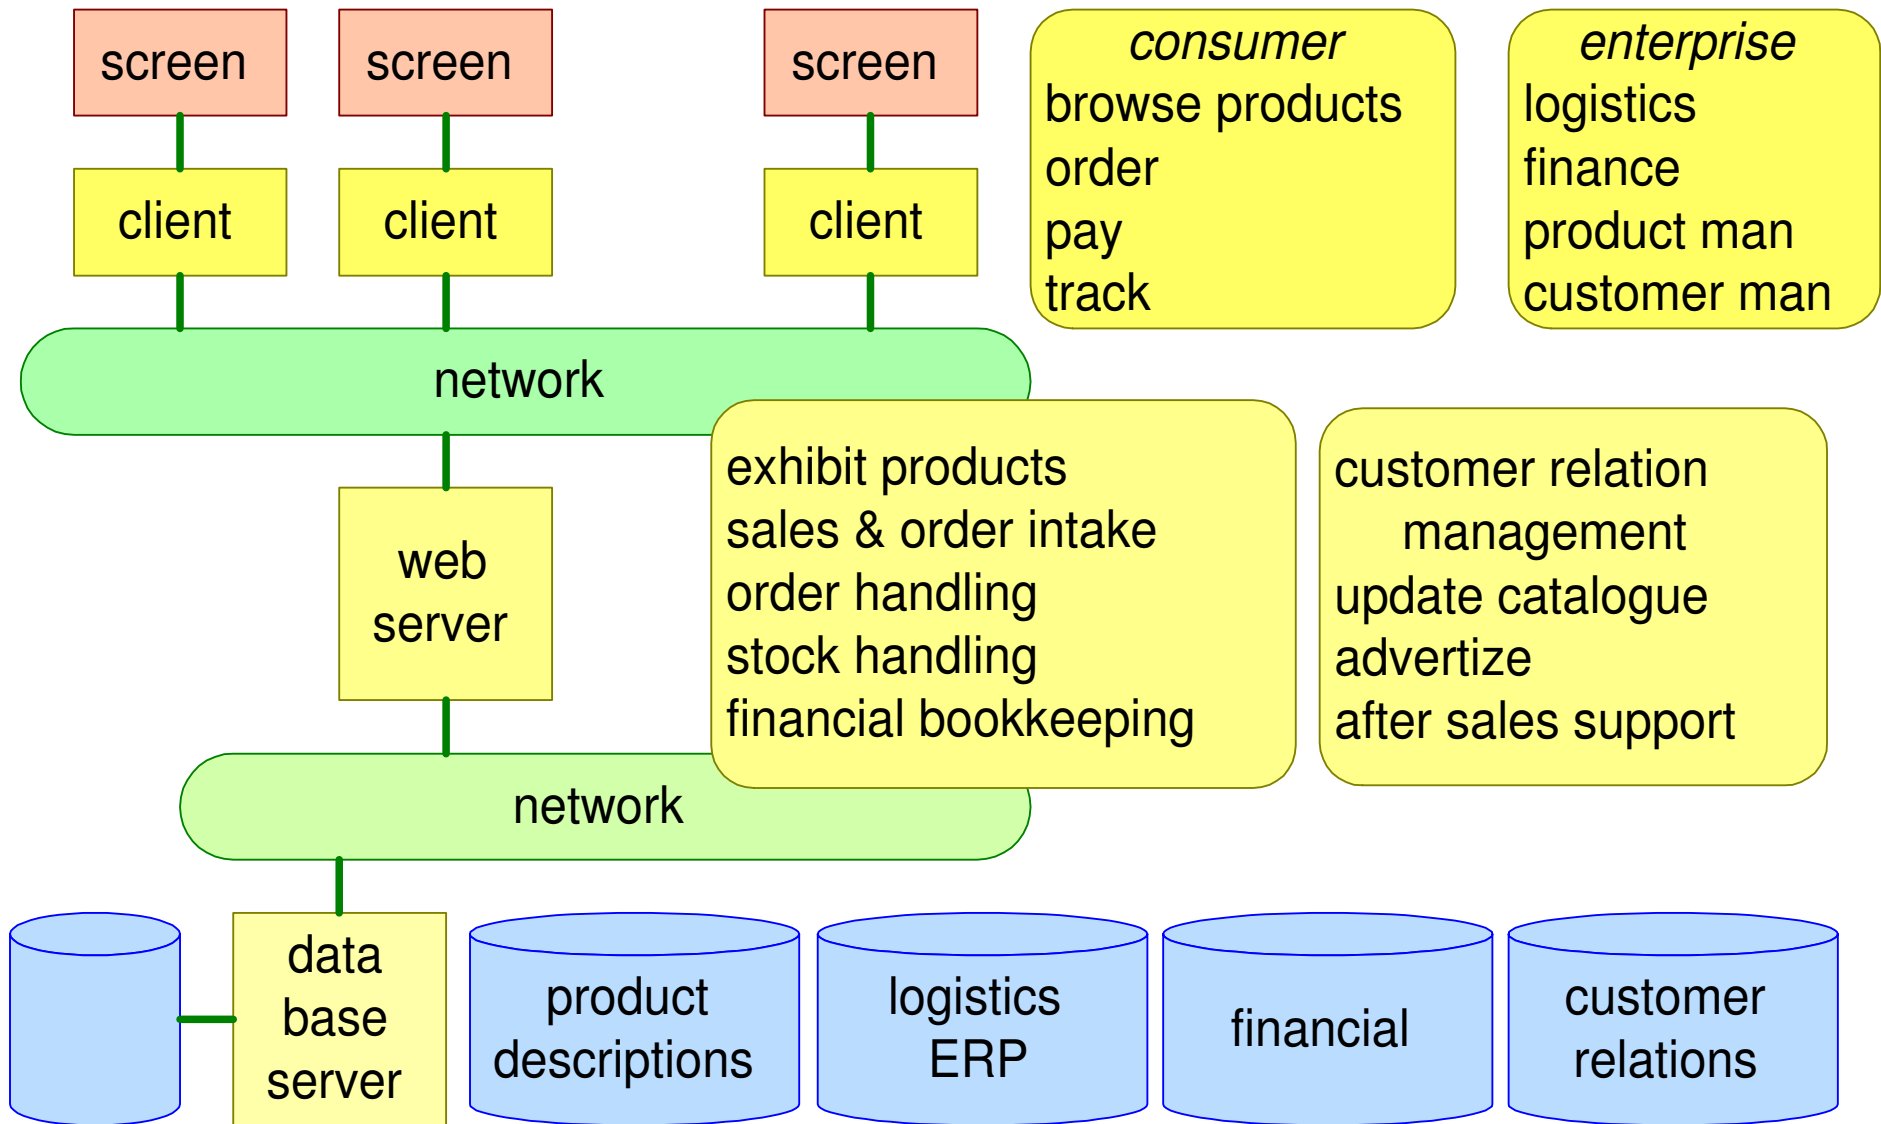 screen
screen
screen
client
client
client
consumer
browse products
order
pay
track
enterprise
logistics
finance
product man
customer man
network
web
server
exhibit products
sales & order intake
order handling
stock handling
financial bookkeeping
customer relation
management
update catalogue
advertize
after sales support
network
data
base
server
product
descriptions
logistics
ERP
financial
customer
relations